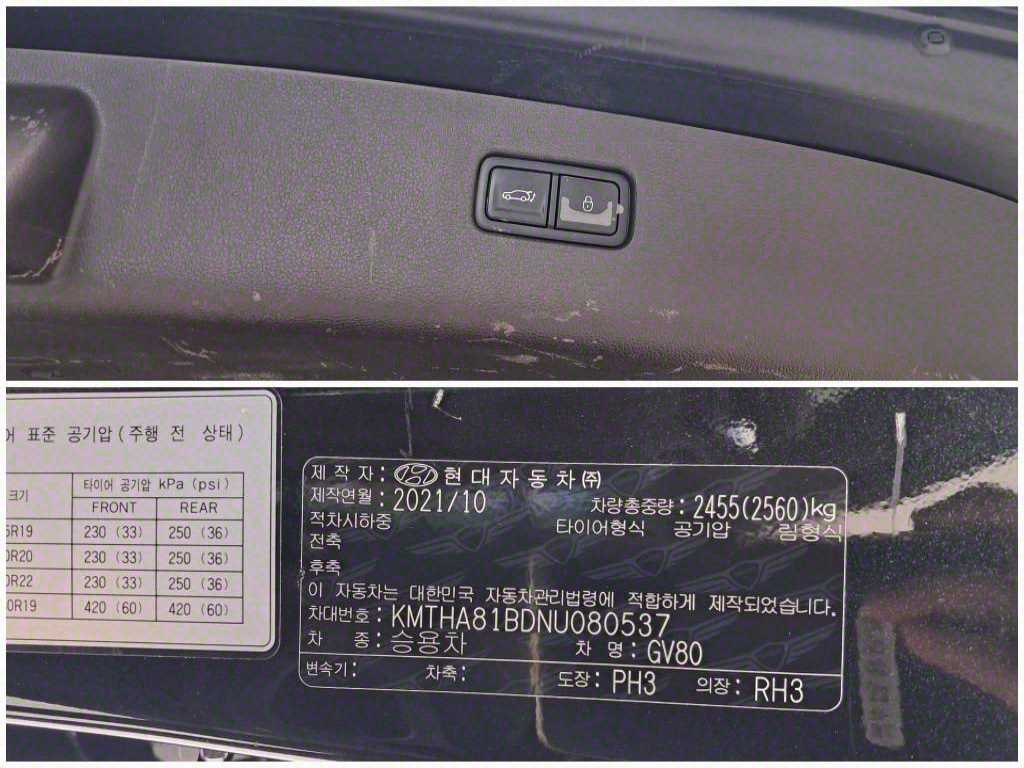 어 표준 공기압 (주행 전 상태)
크기
타이어 공기압 kPa (psi)
FRONT REAR
5R19 230 (33) 250 (36)
0R20 230 (33) 250 (36)
0R22 230 (33) 250 (36)
0R19 420 (60) 420 (60)
제 작 자 : 현대자동차㈜
제작연월 : 2021/10 차량총중량 : 2455(2560)kg
적차시하중 타이어형식 공기압 림형식
전축
후축
이 자동차는 대한민국 자동차관리법령에 적합하게 제작되었습니다.
차대번호 : KMTHA81BDNU080537
차 종 : 승용차 차 명 : GV80
변속기 : 차축 : 도장 : PH3 의장 : RH3